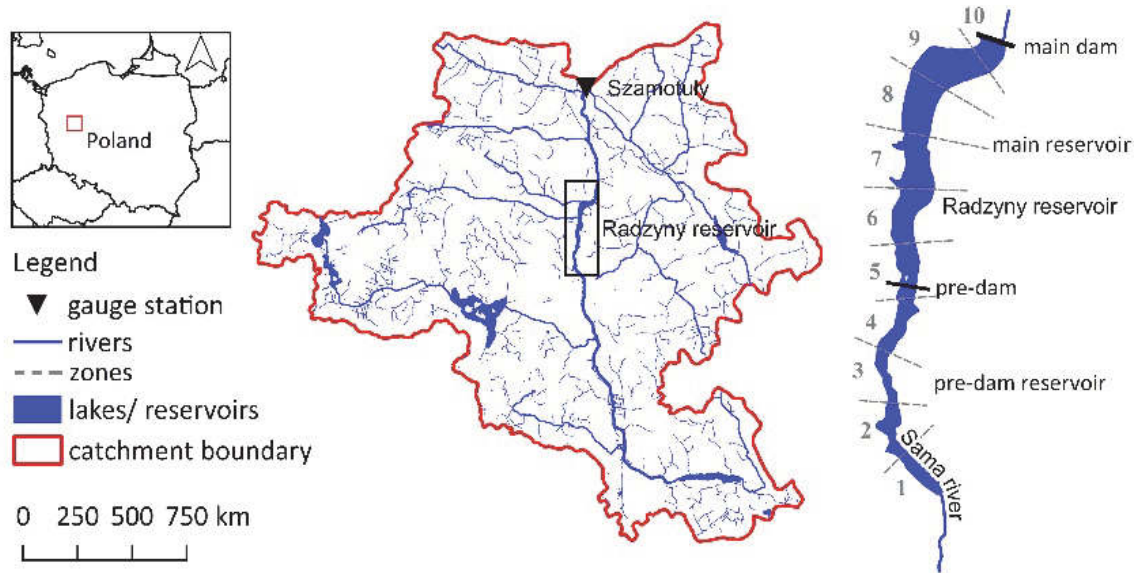 Poland
Legend
gauge station
rivers
zones
lakes/ reservoirs
catchment boundary
0 250 500 750 km
Szamotuły
Radzyny reservoir
10
main dam
9
8
main reservoir
7
Radzyny reservoir
6
5
pre-dam
4
3
pre-dam reservoir
2
Sama river
1